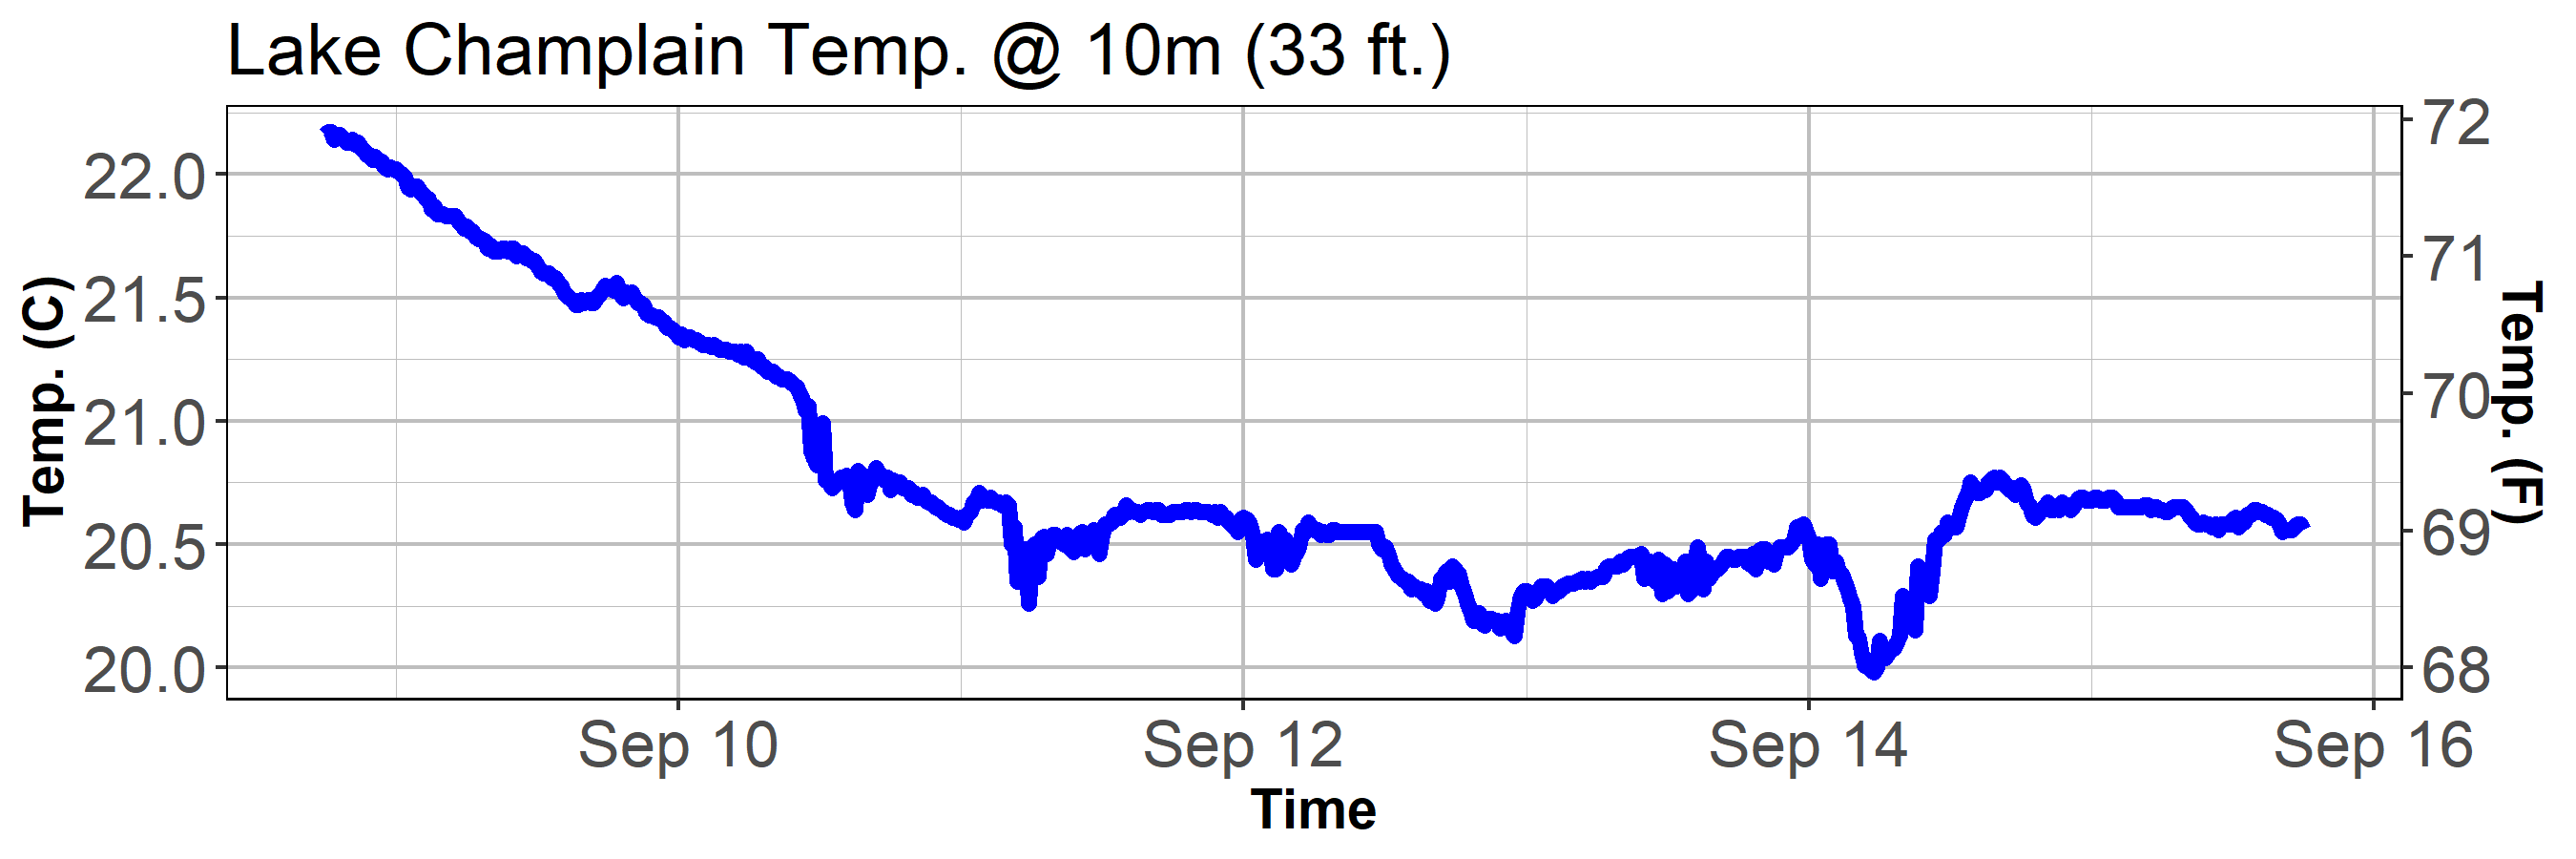 Lake Champlain Temp. @ 10m (33 ft.)
Temp. (C)
22.0
21.5
21.0
20.5
20.0
72
71
70
69
68
Temp. (F)
Sep 10
Sep 12
Sep 14
Sep 16
Time